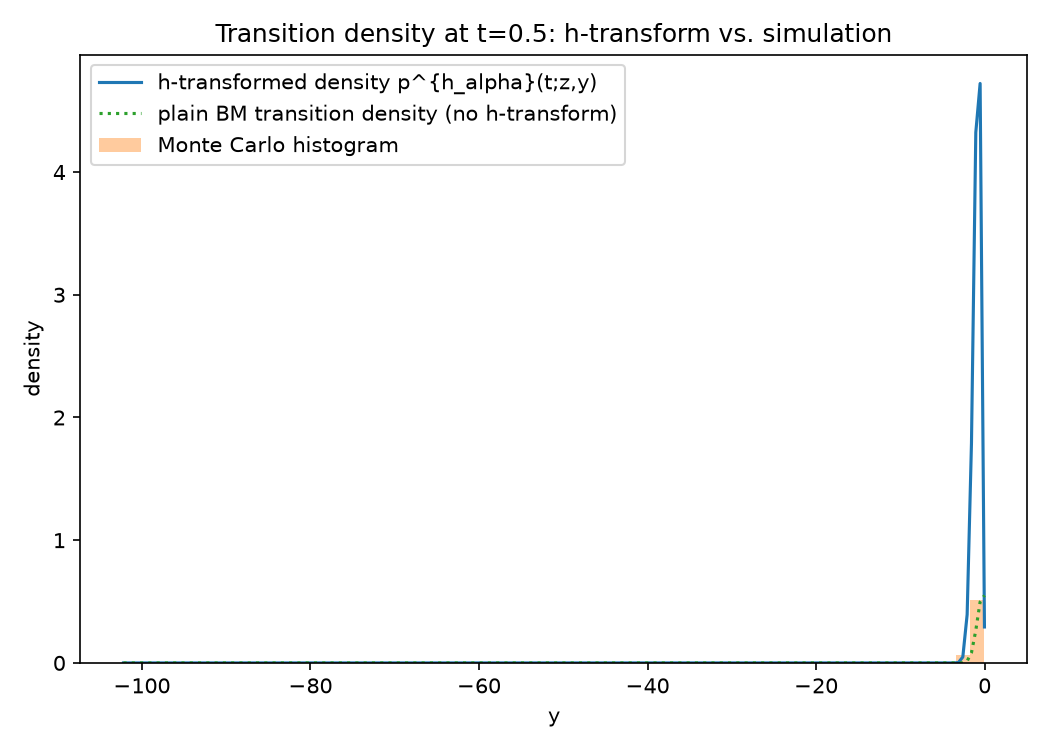 Transition density at t=0.5: h-transform vs. simulation
h-transformed density p^{h_alpha}(t;z,y)
plain BM transition density (no h-transform)
Monte Carlo histogram
density
4
3
2
1
0
−100
−80
−60
−40
−20
0
y